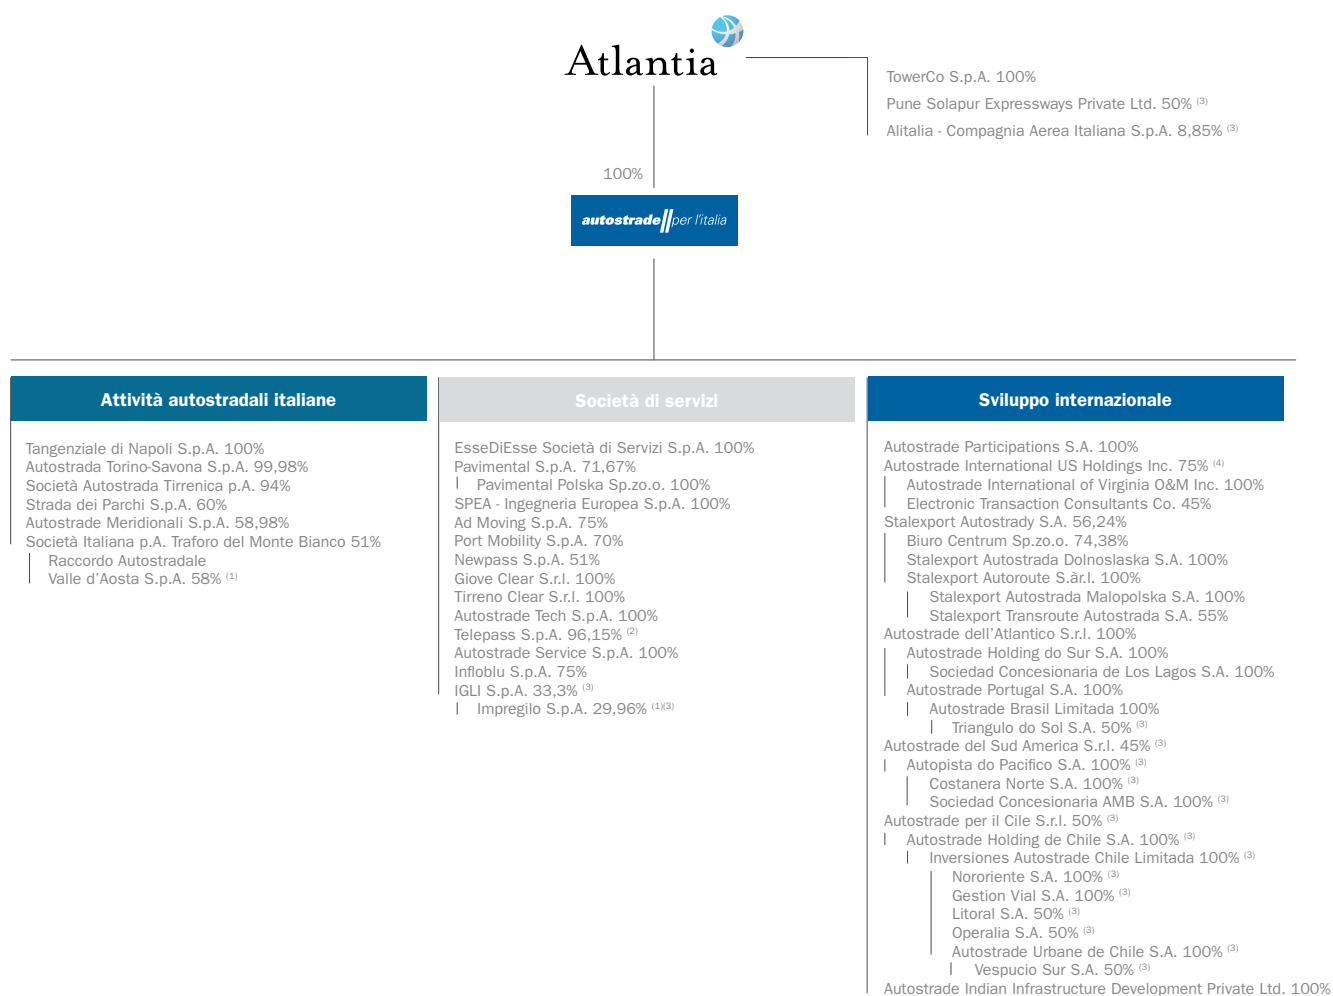 Atlantia
TowerCo S.p.A. 100%
Pune Solapur Expressways Private Ltd. 50% (3)
Alitalia - Compagnia Aerea Italiana S.p.A. 8,85% (3)
100%
autostrade//per l'italia
Attività autostradali italiane
Tangenziale di Napoli S.p.A. 100%
Autostrada Torino-Savona S.p.A. 99,98%
Società Autostrada Tirrenica p.A. 94%
Strada dei Parchi S.p.A. 60%
Autostrade Meridionali S.p.A. 58,98%
Società Italiana p.A. Traforo del Monte Bianco 51%
Raccordo Autostradale
Valle d'Aosta S.p.A. 58% (1)
Società di servizi
EsseDiEsse Società di Servizi S.p.A. 100%
Pavimental S.p.A. 71,67%
Pavimental Polska Sp.zo.o. 100%
SPEA - Ingegneria Europea S.p.A. 100%
Ad Moving S.p.A. 75%
Port Mobility S.p.A. 70%
Newpass S.p.A. 51%
Giove Clear S.r.l. 100%
Tirreno Clear S.r.l. 100%
Autostrade Tech S.p.A. 100%
Telepass S.p.A. 96,15% (2)
Autostrade Service S.p.A. 100%
Infloblu S.p.A. 75%
IGLI S.p.A. 33,3% (3)
Impregilo S.p.A. 29,96% (1)(3)
Sviluppo internazionale
Autostrade Participations S.A. 100%
Autostrade International US Holdings Inc. 75% (4)
Autostrade International of Virginia O&M Inc. 100%
Electronic Transaction Consultants Co. 45%
Stalexport Autostrady S.A. 56,24%
Biuro Centrum Sp.zo.o. 74,38%
Stalexport Autostrada Dolnoslaska S.A. 100%
Stalexport Autoroute S.àr.l. 100%
Stalexport Autostrada Malopolska S.A. 100%
Stalexport Transroute Autostrada S.A. 55%
Autostrade dell'Atlantico S.r.l. 100%
Autostrade Holding do Sur S.A. 100%
Sociedad Concesionaria de Los Lagos S.A. 100%
Autostrade Portugal S.A. 100%
Autostrade Brasil Limitada 100%
Triangulo do Sol S.A. 50% (3)
Autostrade del Sud America S.r.l. 45% (3)
Autopista do Pacifico S.A. 100% (3)
Costanera Norte S.A. 100% (3)
Sociedad Concesionaria AMB S.A. 100% (3)
Autostrade per il Cile S.r.l. 50% (3)
Autostrade Holding de Chile S.A. 100% (3)
Inversiones Autostrade Chile Limitada 100% (3)
Nororiente S.A. 100% (3)
Gestion Vial S.A. 100% (3)
Litoral S.A. 50% (3)
Operalia S.A. 50% (3)
Autostrade Urbane de Chile S.A. 100% (3)
Vespucio Sur S.A. 50% (3)
Autostrade Indian Infrastructure Development Private Ltd. 100%